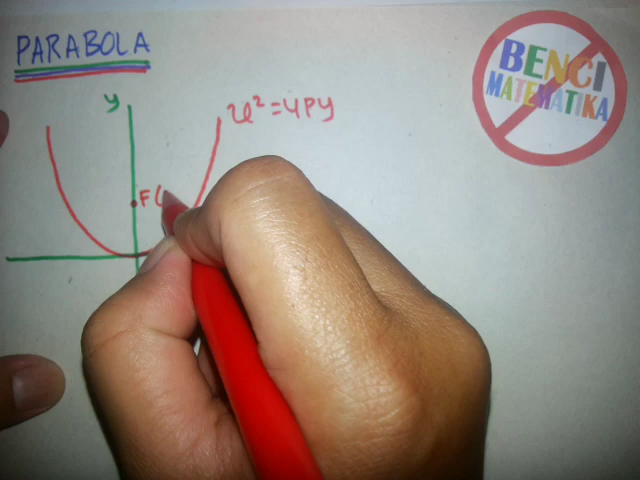 PARABOLA
BENCI
MATEMATIKA
y
x² = 4Py
F(